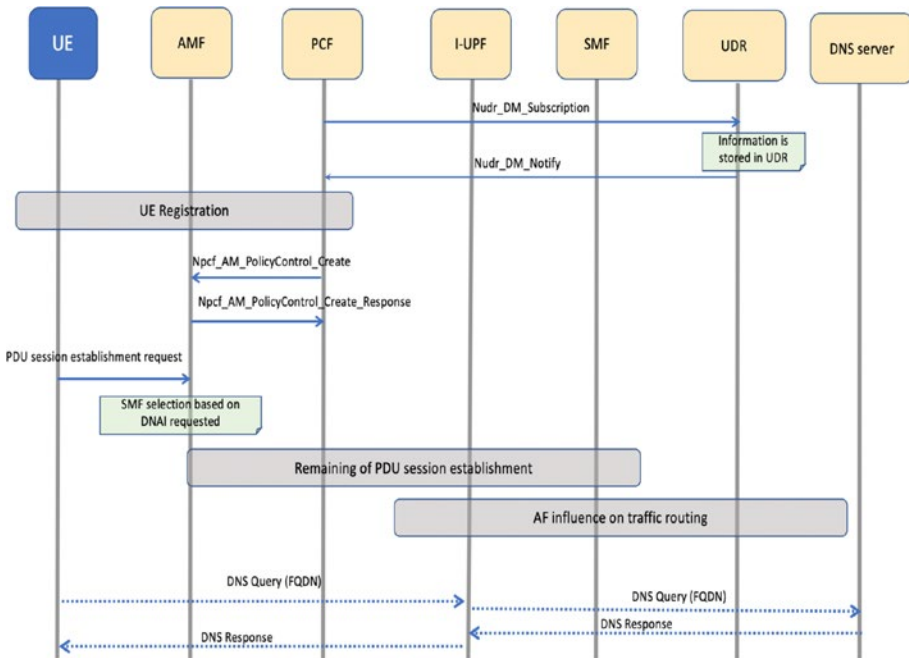 UE
AMF
PCF
I-UPF
SMF
UDR
DNS server
Nudr_DM_Subscription
Information is
stored in UDR
Nudr_DM_Notify
UE Registration
Npcf_AM_PolicyControl_Create
Npcf_AM_PolicyControl_Create_Response
PDU session establishment request
SMF selection based on
DNAI requested
Remaining of PDU session establishment
AF influence on traffic routing
DNS Query (FQDN)
DNS Query (FQDN)
DNS Response
DNS Response